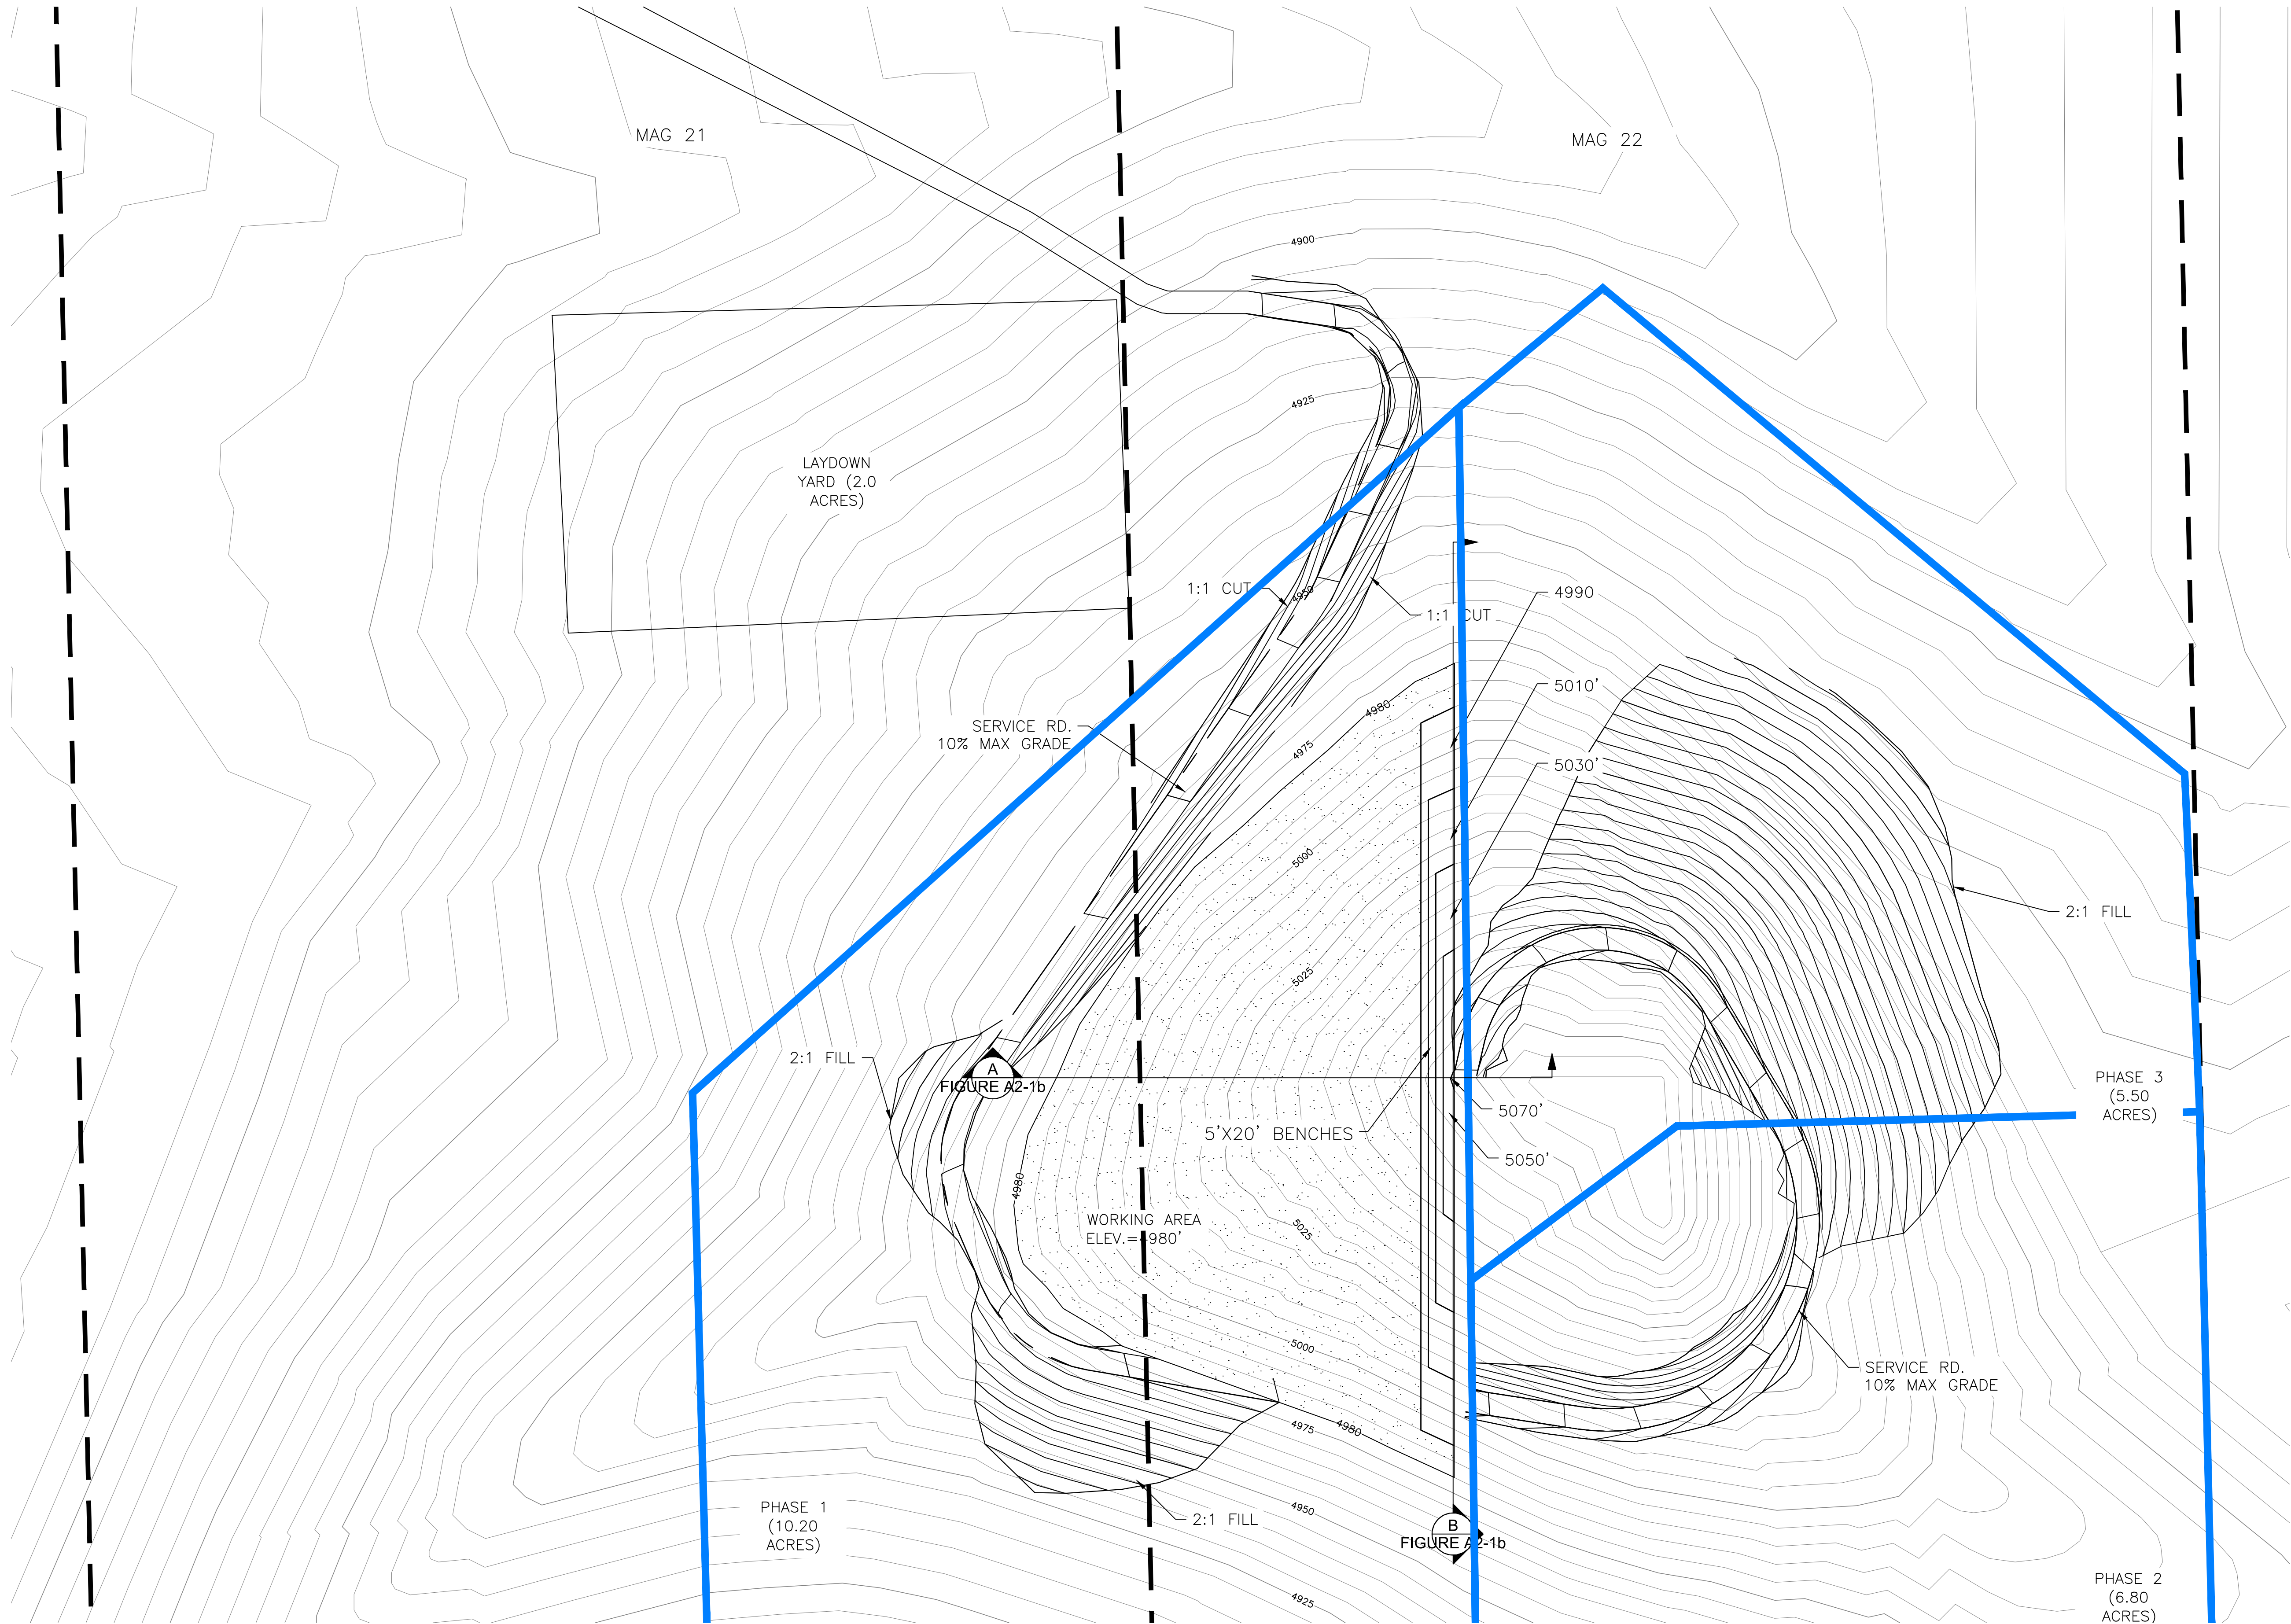 MAG 21
MAG 22
4900
4925
LAYDOWN
YARD (2.0
ACRES)
1:1 CUT
4950
1:1 CUT
4990
5010'
4980
SERVICE RD.
10% MAX GRADE
4975
5030'
5000
2:1 FILL
5025
2:1 FILL
A
FIGURE A2-1b
PHASE 3
(5.50
ACRES)
5070'
5'X20' BENCHES
5050'
4980
WORKING AREA
ELEV.=4980'
5025
5000
SERVICE RD.
10% MAX GRADE
4975
4980
PHASE 1
(10.20
ACRES)
4950
2:1 FILL
B
FIGURE A2-1b
4925
PHASE 2
(6.80
ACRES)